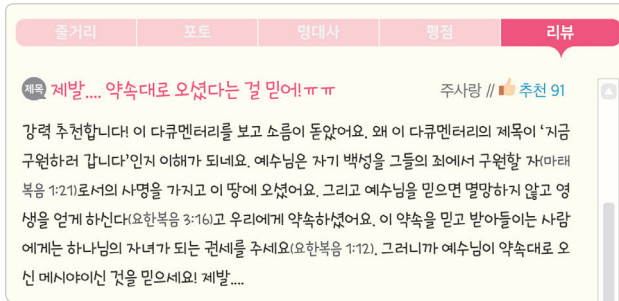 줄거리 포토 명대사 평점 리뷰
제목 제발.... 약속대로 오셨다는 걸 믿어!ㅠㅠ 주사랑 // 추천 91
강력 추천합니다! 이 다큐멘터리를 보고 소름이 돋았어요. 왜 이 다큐멘터리의 제목이 ‘지금
구원하러 갑니다’인지 이해가 되네요. 예수님은 자기 백성을 그들의 죄에서 구원할 자(마태
복음 1:21)로서의 사명을 가지고 이 땅에 오셨어요. 그리고 예수님을 믿으면 멸망하지 않고 영
생을 얻게 하신다(요한복음 3:16)고 우리에게 약속하셨어요. 이 약속을 믿고 받아들이는 사람
에게는 하나님의 자녀가 되는 권세를 주세요(요한복음 1:12). 그러니까 예수님이 약속대로 오
신 메시야이신 것을 믿으세요! 제발....